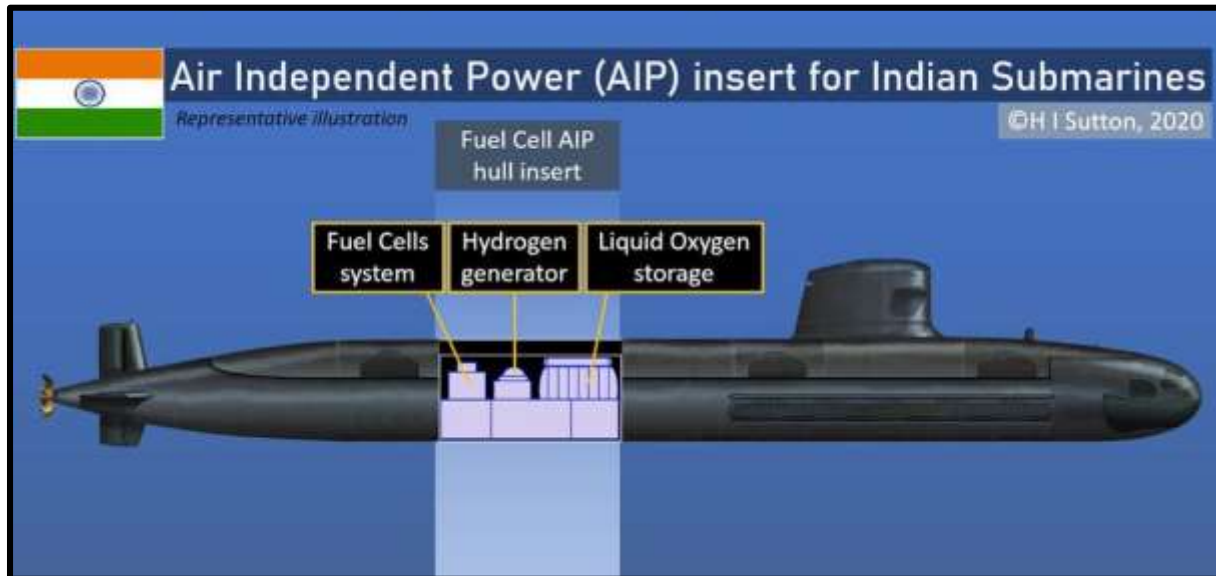 Air Independent Power (AIP) insert for Indian Submarines
Representative illustration
©H I Sutton, 2020
Fuel Cell AIP
hull insert
Fuel Cells
system
Hydrogen
generator
Liquid Oxygen
storage